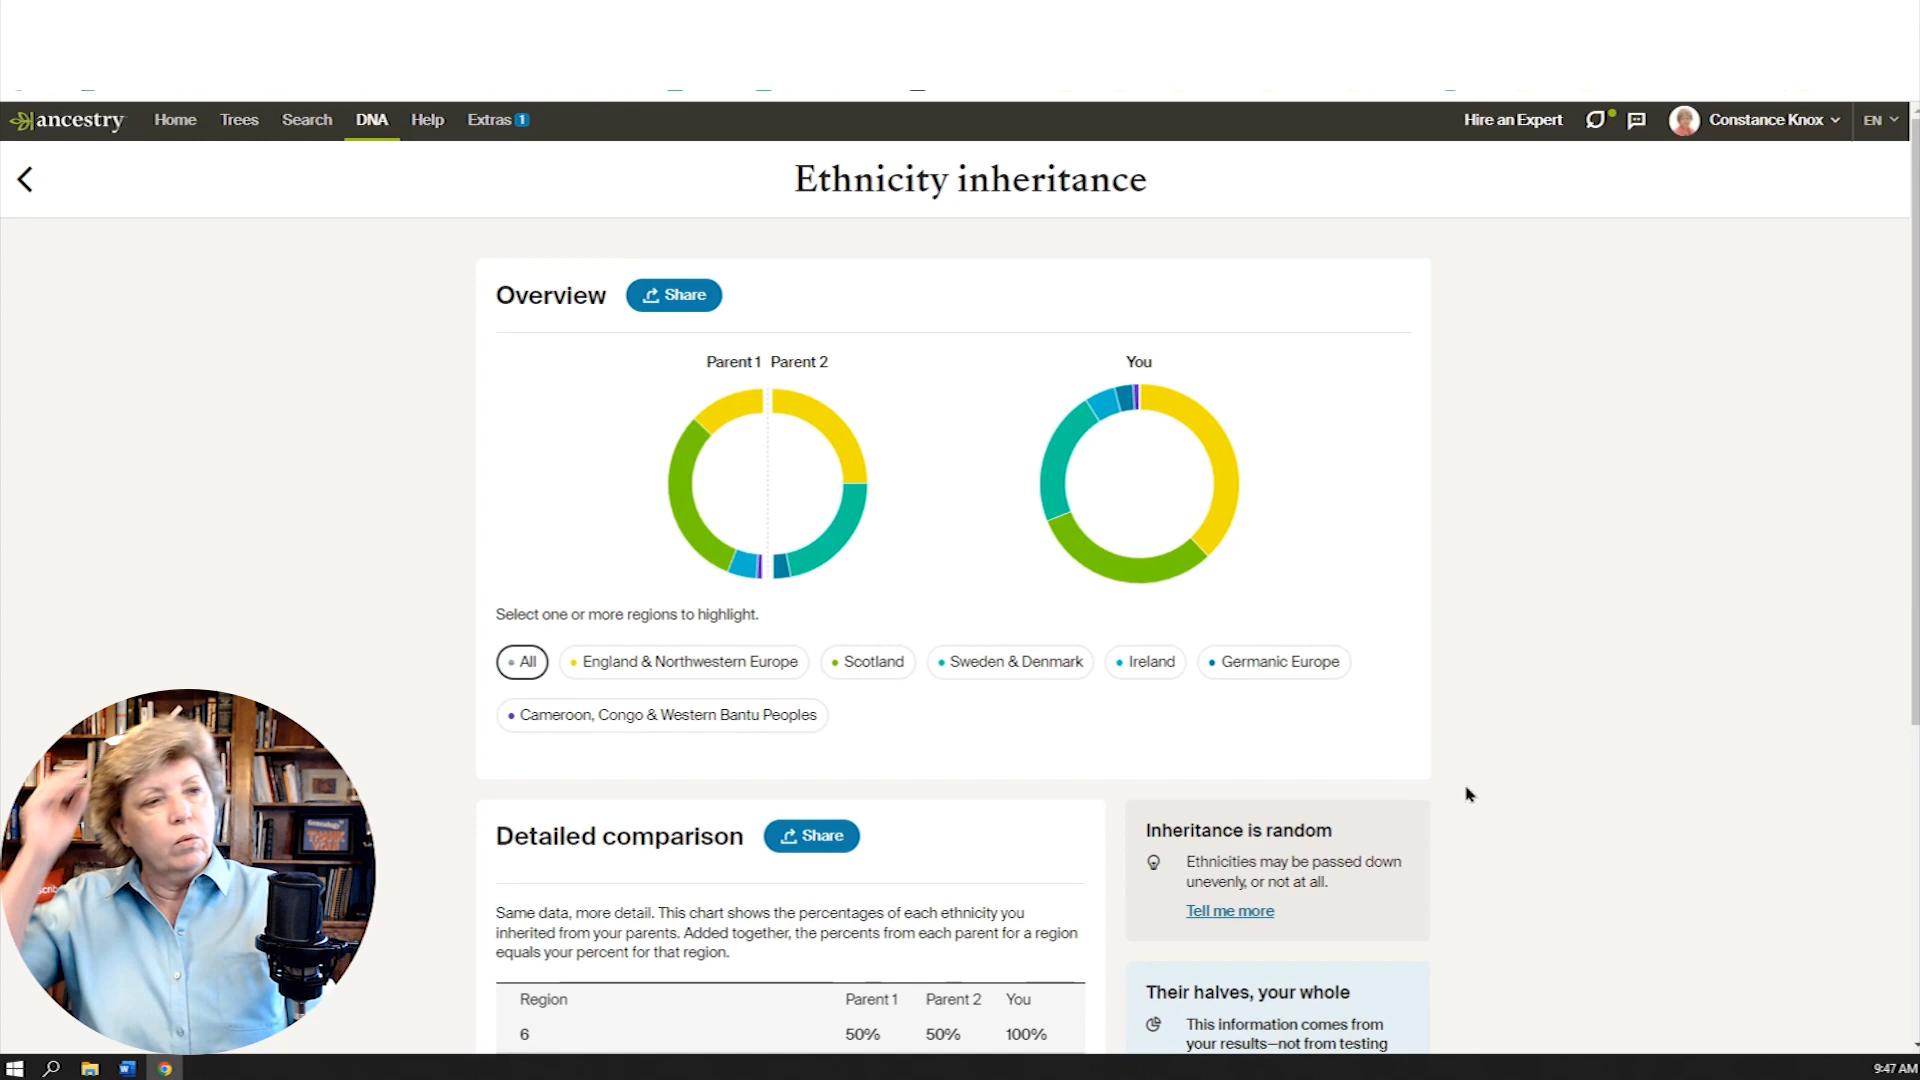 ancestry Home Trees Search DNA Help Extras 1 Hire an Expert Constance Knox EN
Ethnicity inheritance
Overview Share
Parent 1 Parent 2 You
Select one or more regions to highlight.
All England & Northwestern Europe Scotland Sweden & Denmark Ireland Germanic Europe
Cameroon, Congo & Western Bantu Peoples
Detailed comparison Share
Same data, more detail. This chart shows the percentages of each ethnicity you
inherited from your parents. Added together, the percents from each parent for a region
equals your percent for that region.
Region Parent 1 Parent 2 You
6 50% 50% 100%
Inheritance is random
Ethnicities may be passed down
unevenly, or not at all.
Tell me more
Their halves, your whole
This information comes from
your results—not from testing
THANK
YOU
9:47 AM